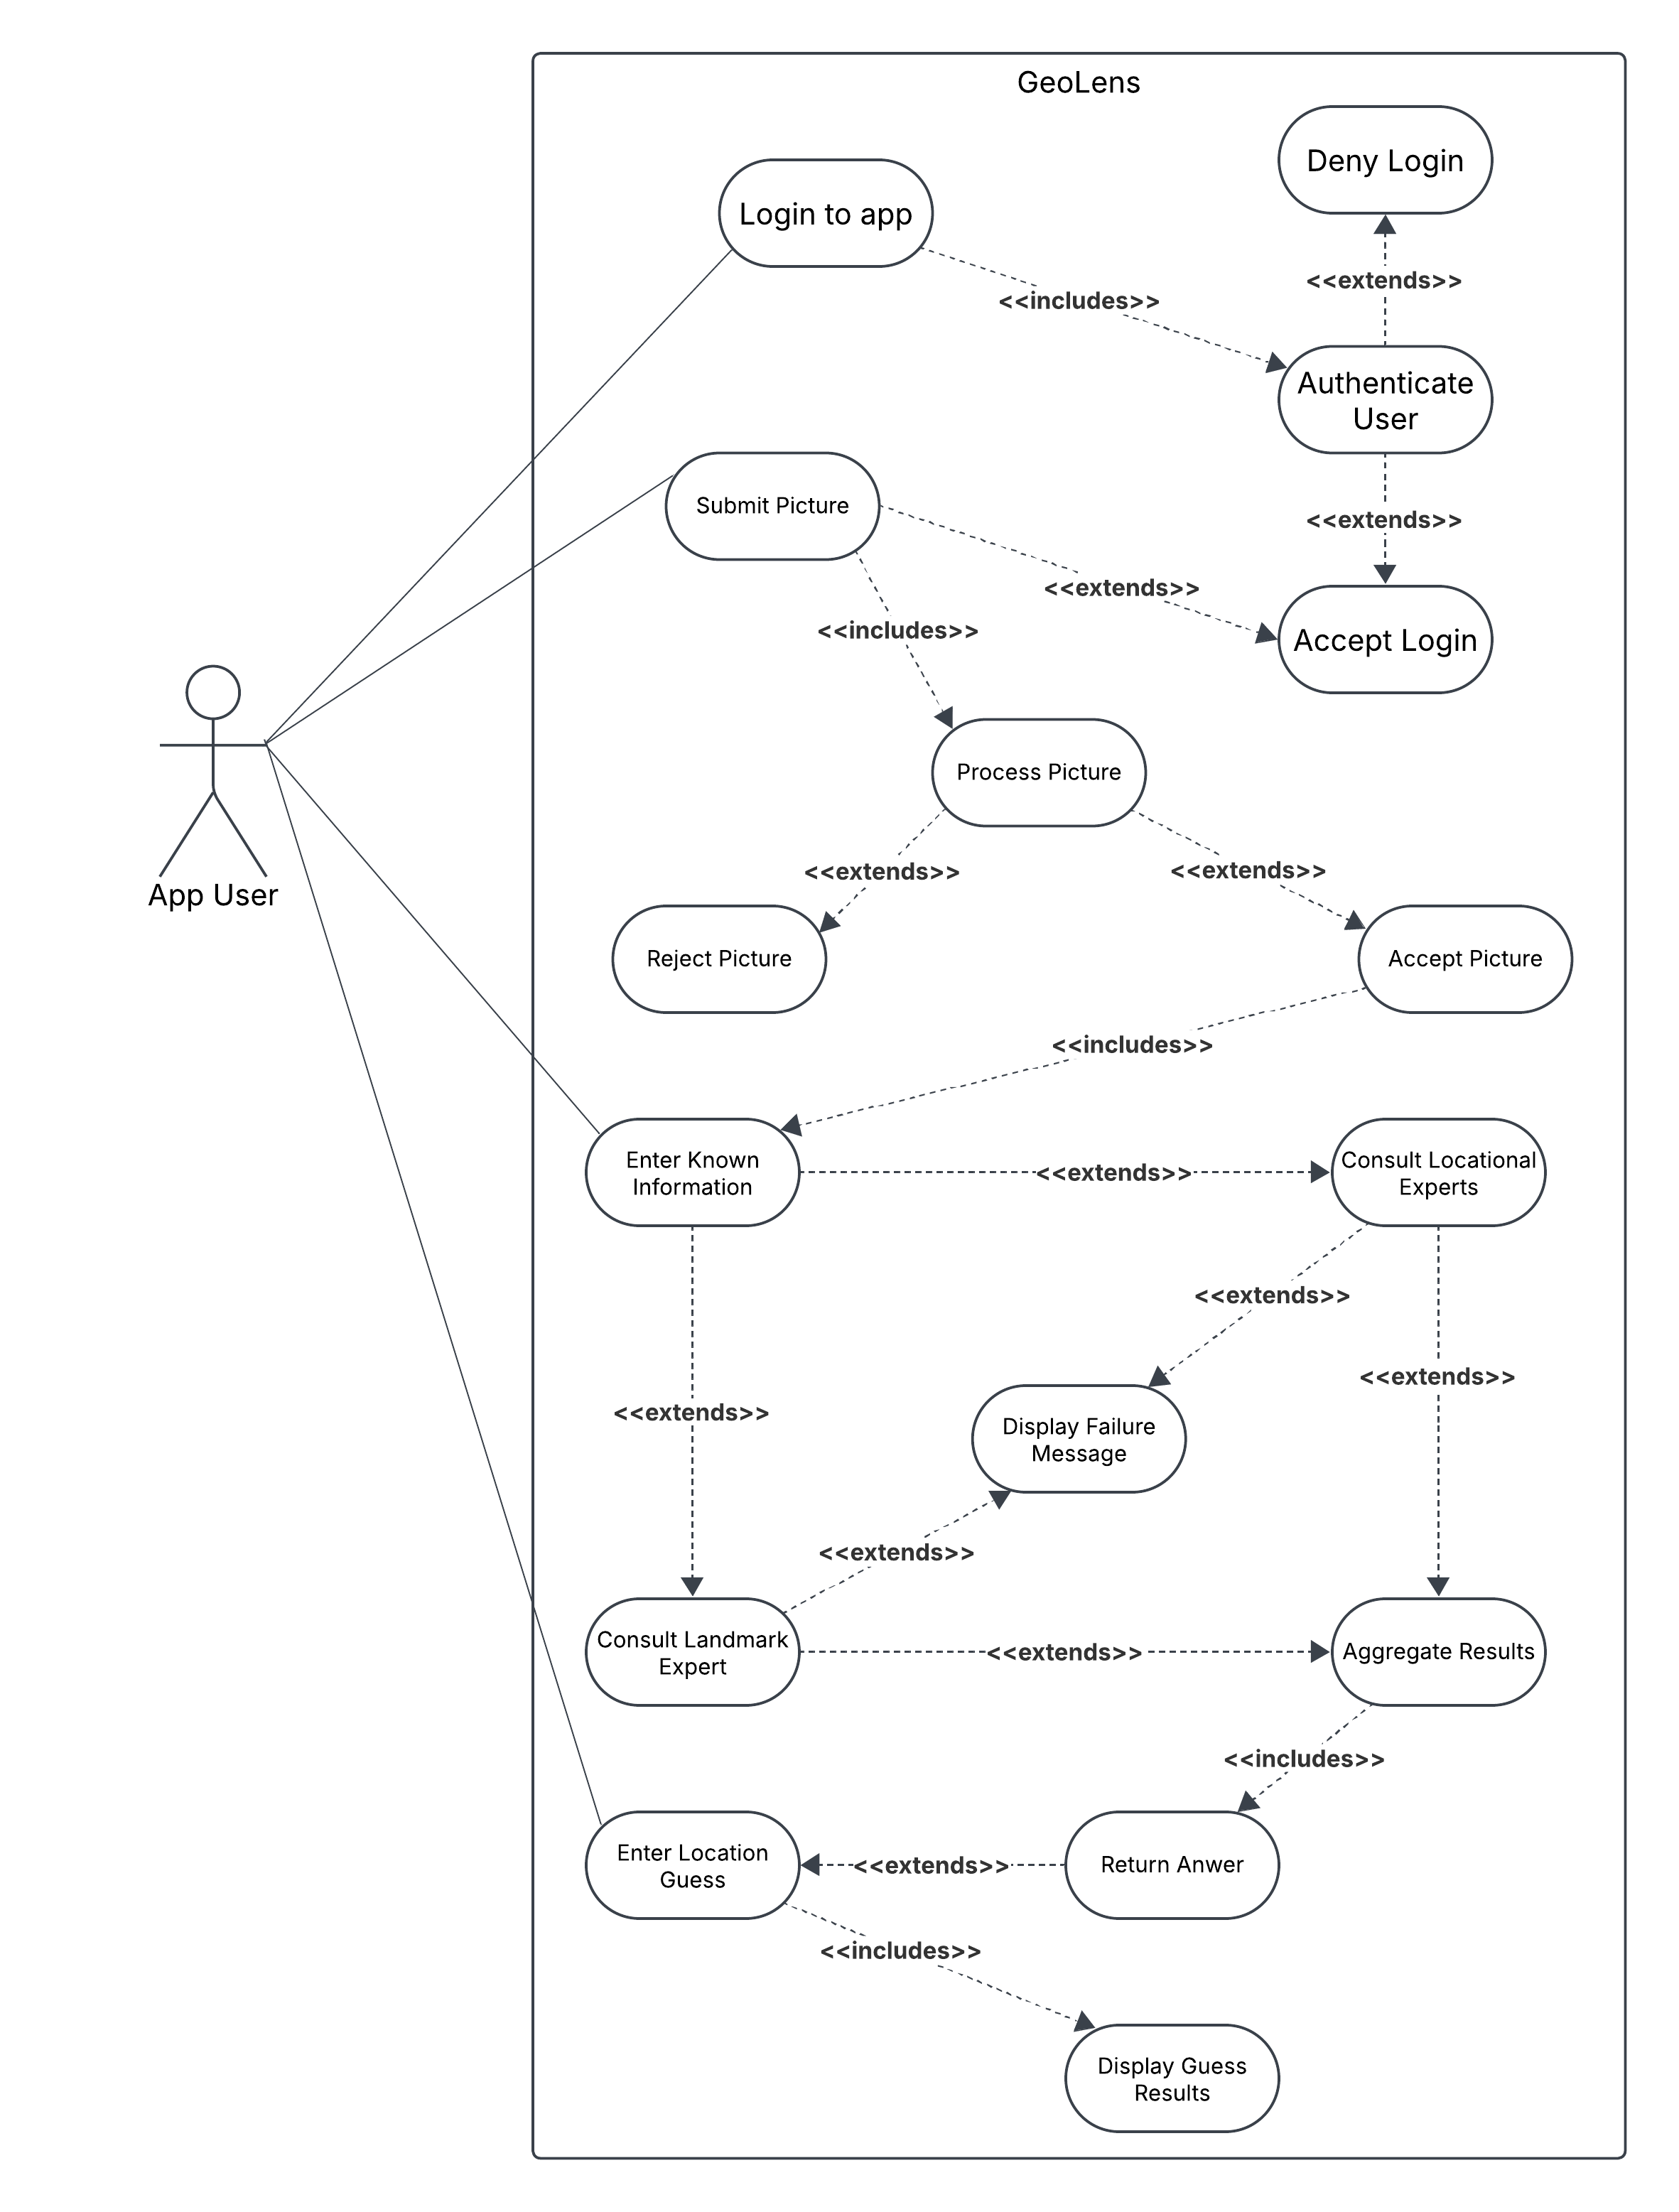 GeoLens
Deny Login
Login to app
<<extends>>
<<includes>>
Authenticate
User
Submit Picture
<<extends>>
<<extends>>
<<includes>>
Accept Login
Process Picture
<<extends>>
<<extends>>
App User
Reject Picture
Accept Picture
<<includes>>
Enter Known
Information
<<extends>>
Consult Locational
Experts
<<extends>>
<<extends>>
<<extends>>
Display Failure
Message
<<extends>>
Consult Landmark
Expert
<<extends>>
Aggregate Results
<<includes>>
Enter Location
Guess
<<extends>>
Return Anwer
<<includes>>
Display Guess
Results